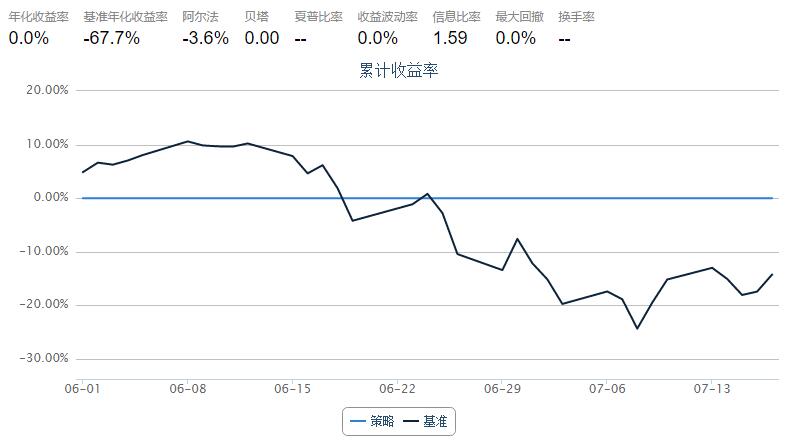 年化收益率 基准年化收益率 阿尔法 贝塔 夏普比率 收益波动率 信息比率 最大回撤 换手率
0.0% -67.7% -3.6% 0.00 -- 0.0% 1.59 0.0% --
累计收益率
20.00%
10.00%
0.00%
-10.00%
-20.00%
-30.00%
06-01 06-08 06-15 06-22 06-29 07-06 07-13
策略 基准